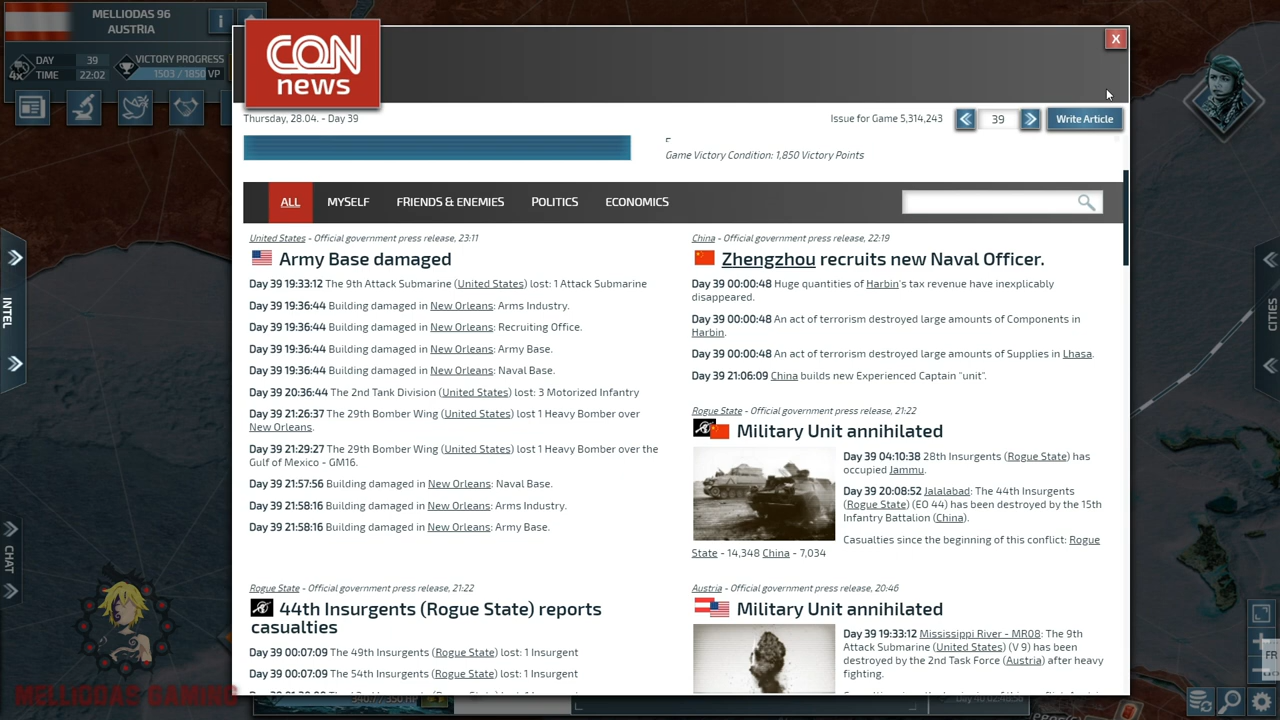 MELLIODAS 96
AUSTRIA
i
4x
DAY 39
TIME 22:02
VICTORY PROGRESS
1503 / 1850 VP
INTEL
CHAT
CITIES
FR
MELLIODAS GAMING
CON
news
X
Thursday, 28.04. - Day 39
Issue for Game 5,314,243
39
Write Article
Game Victory Condition: 1,850 Victory Points
ALL
MYSELF
FRIENDS & ENEMIES
POLITICS
ECONOMICS
United States - Official government press release, 23:11
Army Base damaged
Day 39 19:33:12 The 9th Attack Submarine (United States) lost: 1 Attack Submarine
Day 39 19:36:44 Building damaged in New Orleans: Arms Industry.
Day 39 19:36:44 Building damaged in New Orleans: Recruiting Office.
Day 39 19:36:44 Building damaged in New Orleans: Army Base.
Day 39 19:36:44 Building damaged in New Orleans: Naval Base.
Day 39 20:36:44 The 2nd Tank Division (United States) lost: 3 Motorized Infantry
Day 39 21:26:37 The 29th Bomber Wing (United States) lost 1 Heavy Bomber over
New Orleans.
Day 39 21:29:27 The 29th Bomber Wing (United States) lost 1 Heavy Bomber over the
Gulf of Mexico - GM16.
Day 39 21:57:56 Building damaged in New Orleans: Naval Base.
Day 39 21:58:16 Building damaged in New Orleans: Arms Industry.
Day 39 21:58:16 Building damaged in New Orleans: Army Base.
Rogue State - Official government press release, 21:22
44th Insurgents (Rogue State) reports
casualties
Day 39 00:07:09 The 49th Insurgents (Rogue State) lost: 1 Insurgent
Day 39 00:07:09 The 54th Insurgents (Rogue State) lost: 1 Insurgent
China - Official government press release, 22:19
Zhengzhou recruits new Naval Officer.
Day 39 00:00:48 Huge quantities of Harbin's tax revenue have inexplicably
disappeared.
Day 39 00:00:48 An act of terrorism destroyed large amounts of Components in
Harbin.
Day 39 00:00:48 An act of terrorism destroyed large amounts of Supplies in Lhasa.
Day 39 21:06:09 China builds new Experienced Captain "unit".
Rogue State - Official government press release, 21:22
Military Unit annihilated
Day 39 04:10:38 28th Insurgents (Rogue State) has
occupied Jammu.
Day 39 20:08:52 Jalalabad: The 44th Insurgents
(Rogue State) (EO 44) has been destroyed by the 15th
Infantry Battalion (China).
Casualties since the beginning of this conflict: Rogue
State - 14,348 China - 7,034
Austria - Official government press release, 20:46
Military Unit annihilated
Day 39 19:33:12 Mississippi River - MR08: The 9th
Attack Submarine (United States) (V 9) has been
destroyed by the 2nd Task Force (Austria) after heavy
fighting.